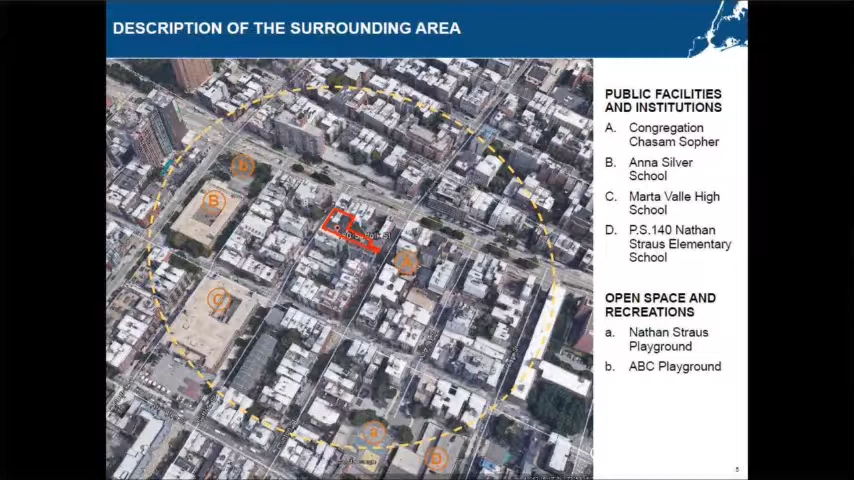 DESCRIPTION OF THE SURROUNDING AREA
PUBLIC FACILITIES
AND INSTITUTIONS
A. Congregation
Chasam Sopher
B. Anna Silver
School
C. Marta Valle High
School
D. P.S.140 Nathan
Straus Elementary
School
OPEN SPACE AND
RECREATIONS
a. Nathan Straus
Playground
b. ABC Playground
b
B
A
C
a
D
5